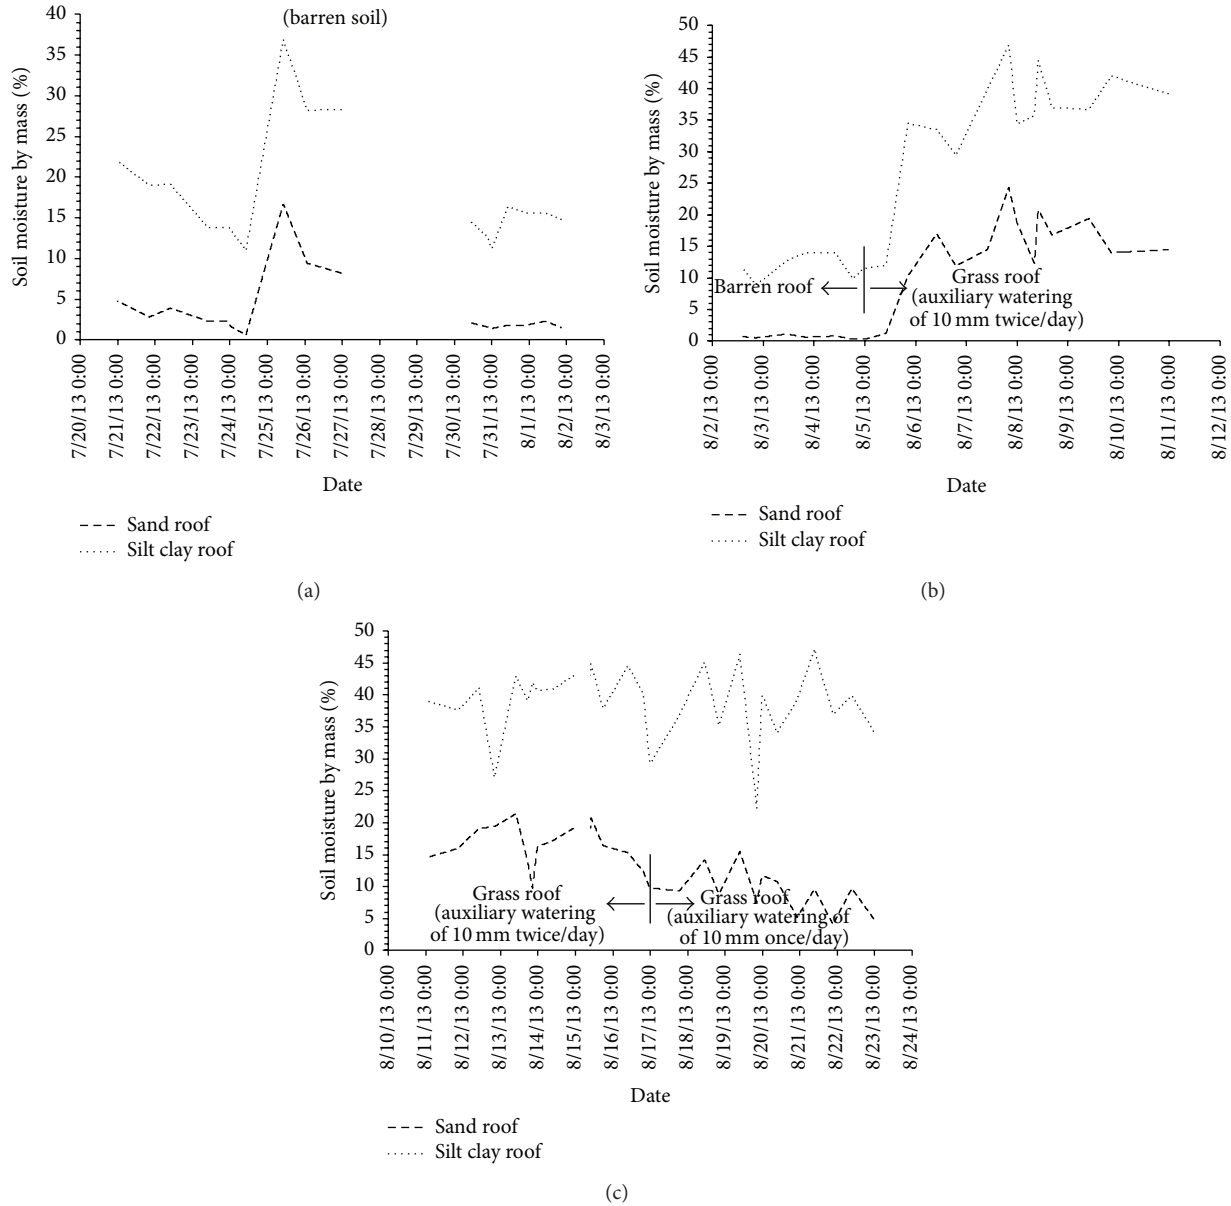 (barren soil)
40
35
30
25
20
15
10
5
0
Soil moisture by mass (%)
7/20/13 0:00
7/21/13 0:00
7/22/13 0:00
7/23/13 0:00
7/24/13 0:00
7/25/13 0:00
7/26/13 0:00
7/27/13 0:00
7/28/13 0:00
7/29/13 0:00
7/30/13 0:00
7/31/13 0:00
8/1/13 0:00
8/2/13 0:00
8/3/13 0:00
Date
Sand roof
Silt clay roof
(a)
50
45
40
35
30
25
20
15
10
5
0
Soil moisture by mass (%)
Barren roof
Grass roof
(auxiliary watering
of 10 mm twice/day)
8/2/13 0:00
8/3/13 0:00
8/4/13 0:00
8/5/13 0:00
8/6/13 0:00
8/7/13 0:00
8/8/13 0:00
8/9/13 0:00
8/10/13 0:00
8/11/13 0:00
8/12/13 0:00
Date
Sand roof
Silt clay roof
(b)
50
45
40
35
30
25
20
15
10
5
0
Soil moisture by mass (%)
Grass roof
(auxiliary watering
of 10 mm twice/day)
Grass roof
(auxiliary watering of
of 10 mm once/day)
8/10/13 0:00
8/11/13 0:00
8/12/13 0:00
8/13/13 0:00
8/14/13 0:00
8/15/13 0:00
8/16/13 0:00
8/17/13 0:00
8/18/13 0:00
8/19/13 0:00
8/20/13 0:00
8/21/13 0:00
8/22/13 0:00
8/23/13 0:00
8/24/13 0:00
Date
Sand roof
Silt clay roof
(c)